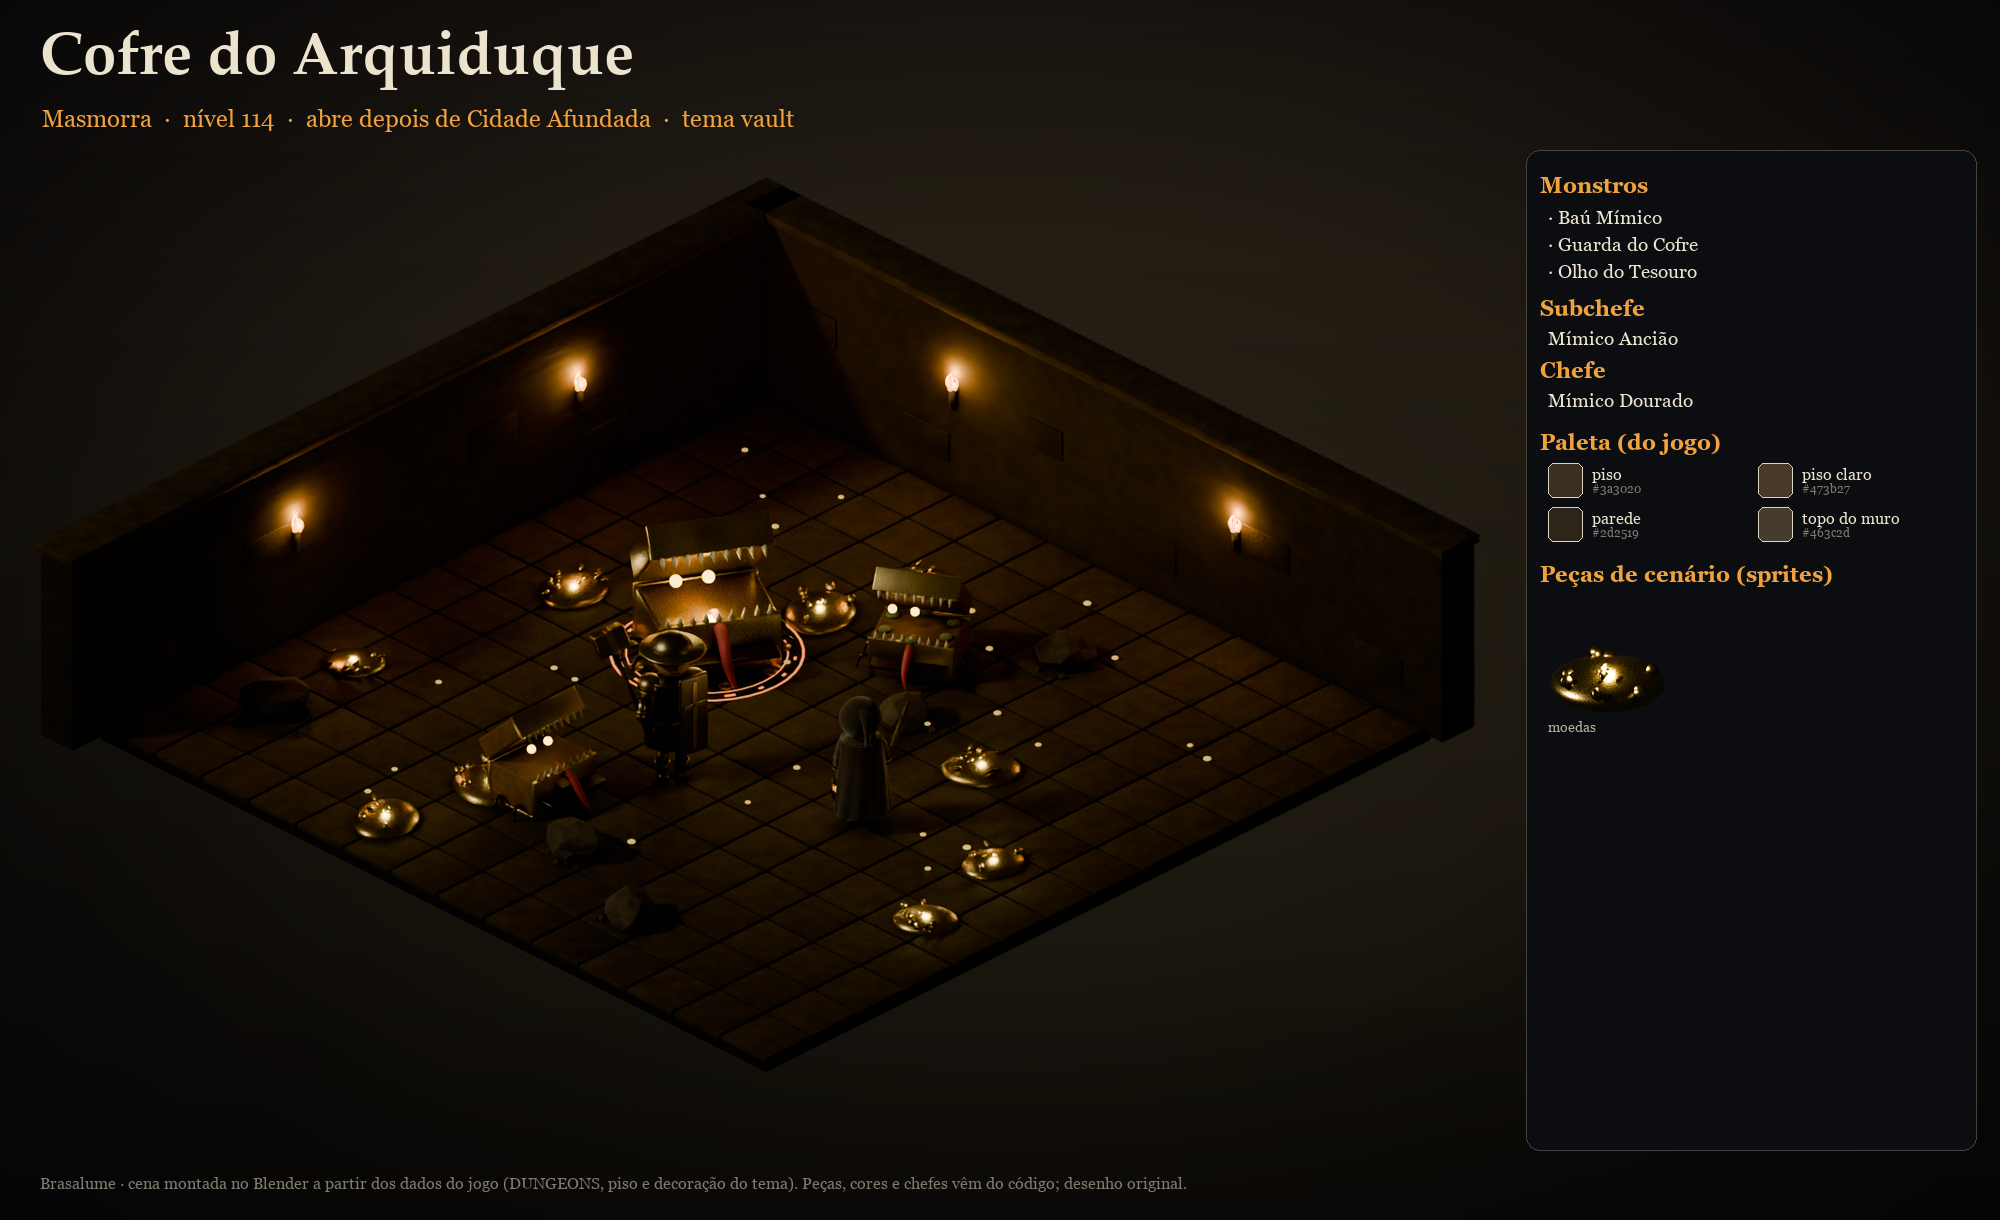 Cofre do Arquiduque
Masmorra · nível 114 · abre depois de Cidade Afundada · tema vault
Monstros
· Baú Mímico
· Guarda do Cofre
· Olho do Tesouro
Subchefe
Mímico Ancião
Chefe
Mímico Dourado
Paleta (do jogo)
piso
#3a3020
piso claro
#473b27
parede
#2d2519
topo do muro
#463c2d
Peças de cenário (sprites)
moedas
Brasalume · cena montada no Blender a partir dos dados do jogo (DUNGEONS, piso e decoração do tema). Peças, cores e chefes vêm do código; desenho original.